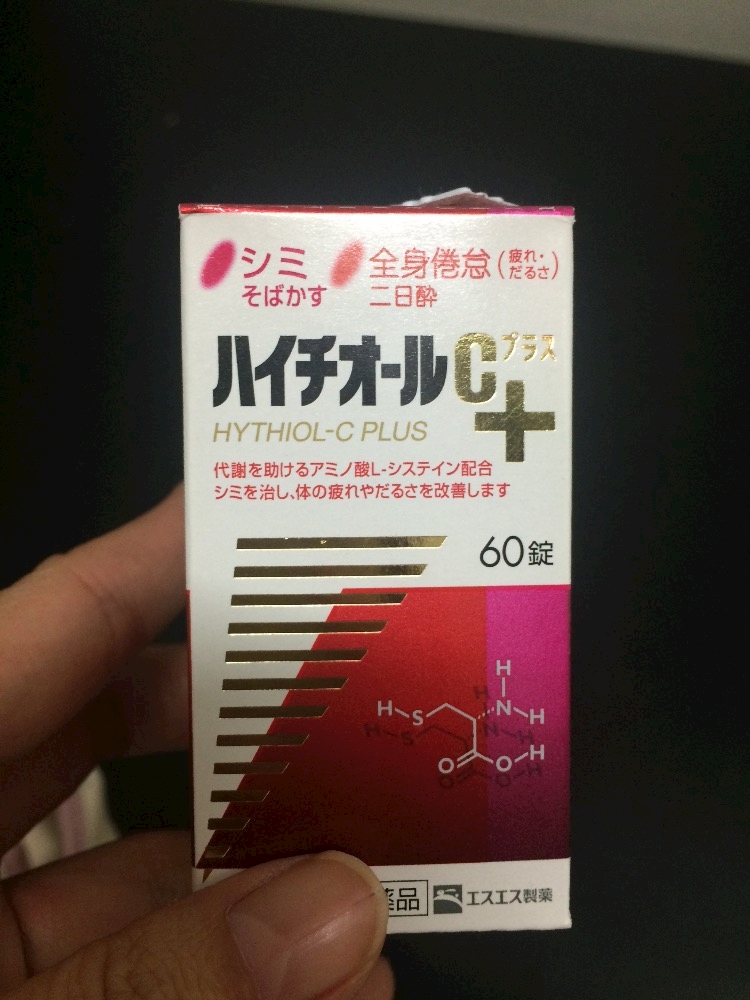 シミ
そばかす
全身倦怠(疲れ・だるさ)
二日酔
ハイチオールC プラス
+
HYTHIOL-C PLUS
代謝を助けるアミノ酸L-システイン配合
シミを治し、体の疲れやだるさを改善します
60錠
H
N
H
H
S
O
O
H
薬品
エスエス製薬